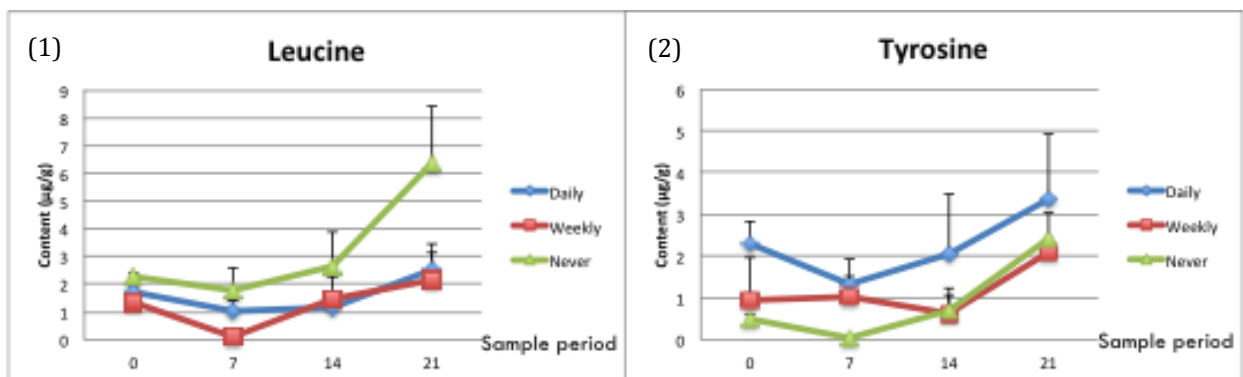 (1)
Leucine
Content (µg/g)
9
8
7
6
5
4
3
2
1
0
0 7 14 21
Sample period
Daily
Weekly
Never
(2)
Tyrosine
Content (µg/g)
6
5
4
3
2
1
0
0 7 14 21
Sample period
Daily
Weekly
Never